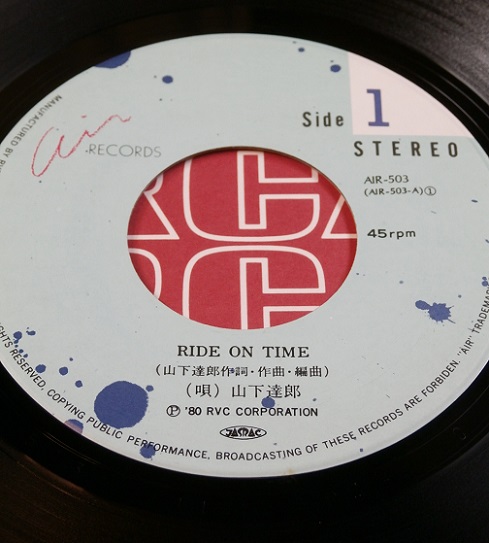 Air
RECORDS
Side 1
STEREO
AIR-503
(AIR-503-A)①
45rpm
RIDE ON TIME
(山下達郎作詞・作曲・編曲)
(唄)山下達郎
Ⓟ '80 RVC CORPORATION
JASRAC
MANUFACTURED BY
RIGHTS RESERVED. COPYING PUBLIC PERFORMANCE, BROADCASTING OF THESE RECORDS ARE FORBIDDEN. "AIR" TRADEMA